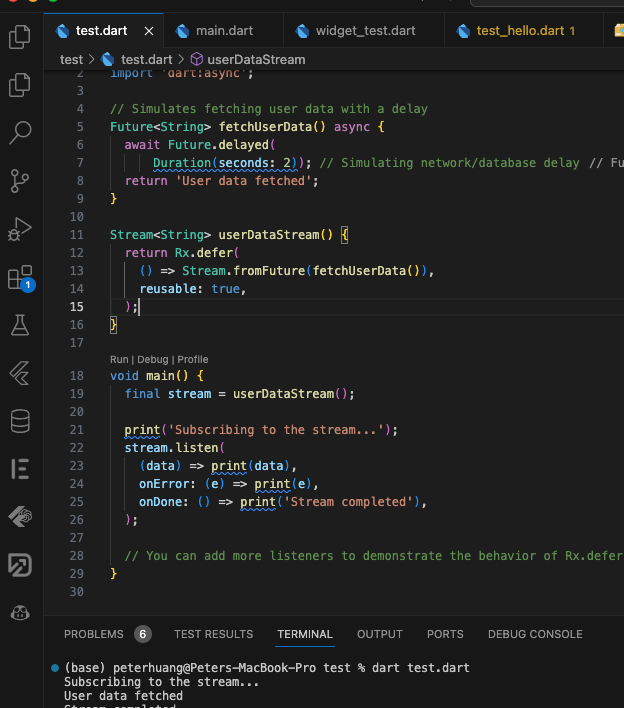 test.dart
main.dart
widget_test.dart
test_hello.dart 1
test > test.dart > userDataStream
2 import 'dart:async';
3
4 // Simulates fetching user data with a delay
5 Future<String> fetchUserData() async {
6 await Future.delayed(
7 Duration(seconds: 2)); // Simulating network/database delay // Fu
8 return 'User data fetched';
9 }
10
11 Stream<String> userDataStream() {
12 return Rx.defer(
13 () => Stream.fromFuture(fetchUserData()),
14 reusable: true,
15 );
16 }
17
Run | Debug | Profile
18 void main() {
19 final stream = userDataStream();
20
21 print('Subscribing to the stream...');
22 stream.listen(
23 (data) => print(data),
24 onError: (e) => print(e),
25 onDone: () => print('Stream completed'),
26 );
27
28 // You can add more listeners to demonstrate the behavior of Rx.defer
29 }
30
1
PROBLEMS 6 TEST RESULTS TERMINAL OUTPUT PORTS DEBUG CONSOLE
(base) peterhuang@Peters-MacBook-Pro test % dart test.dart
Subscribing to the stream...
User data fetched
Stream completed